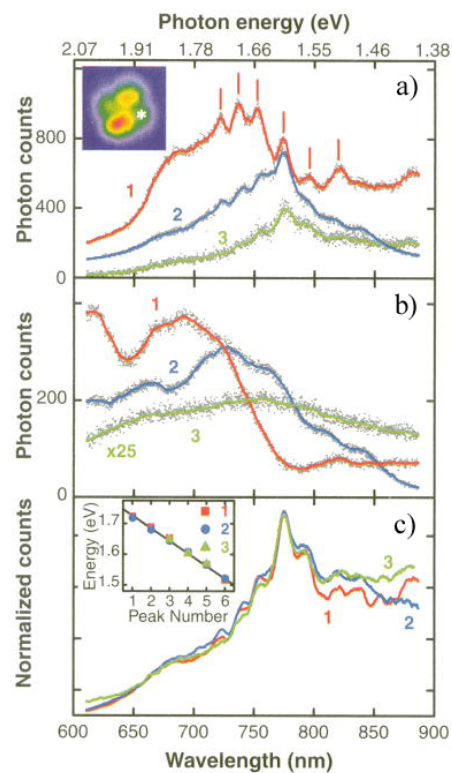 Photon energy (eV)
2.07 1.91 1.78 1.66 1.55 1.46 1.38
a)
Photon counts
800
400
0
*
1
2
3
b)
Photon counts
200
0
1
2
3
x25
c)
Normalized counts
Energy (eV)
1.7
1.6
1.5
1 2 3 4 5 6
Peak Number
1
2
3
3
1
2
600 650 700 750 800 850 900
Wavelength (nm)